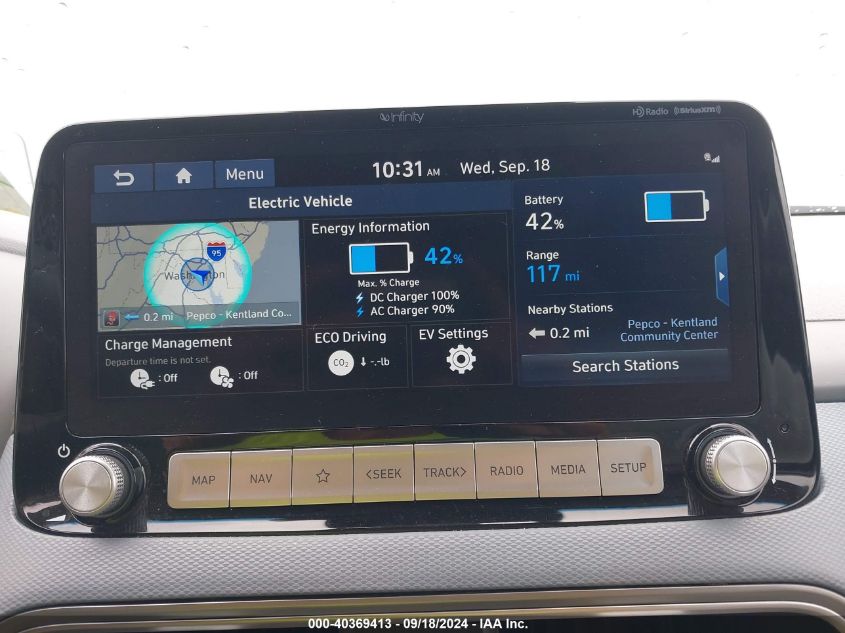 Infinity
HD Radio (SiriusXM)
Menu
10:31 AM Wed, Sep. 18
Electric Vehicle
95
Washington
0.2 mi Pepco - Kentland Co...
Charge Management
Departure time is not set.
: Off : Off
Energy Information
42%
Max. % Charge
DC Charger 100%
AC Charger 90%
ECO Driving
CO₂ -.-lb
EV Settings
Battery
42%
Range
117 mi
Nearby Stations
0.2 mi Pepco - Kentland
Community Center
Search Stations
MAP NAV <SEEK TRACK> RADIO MEDIA SETUP
000-40369413 - 09/18/2024 - IAA Inc.